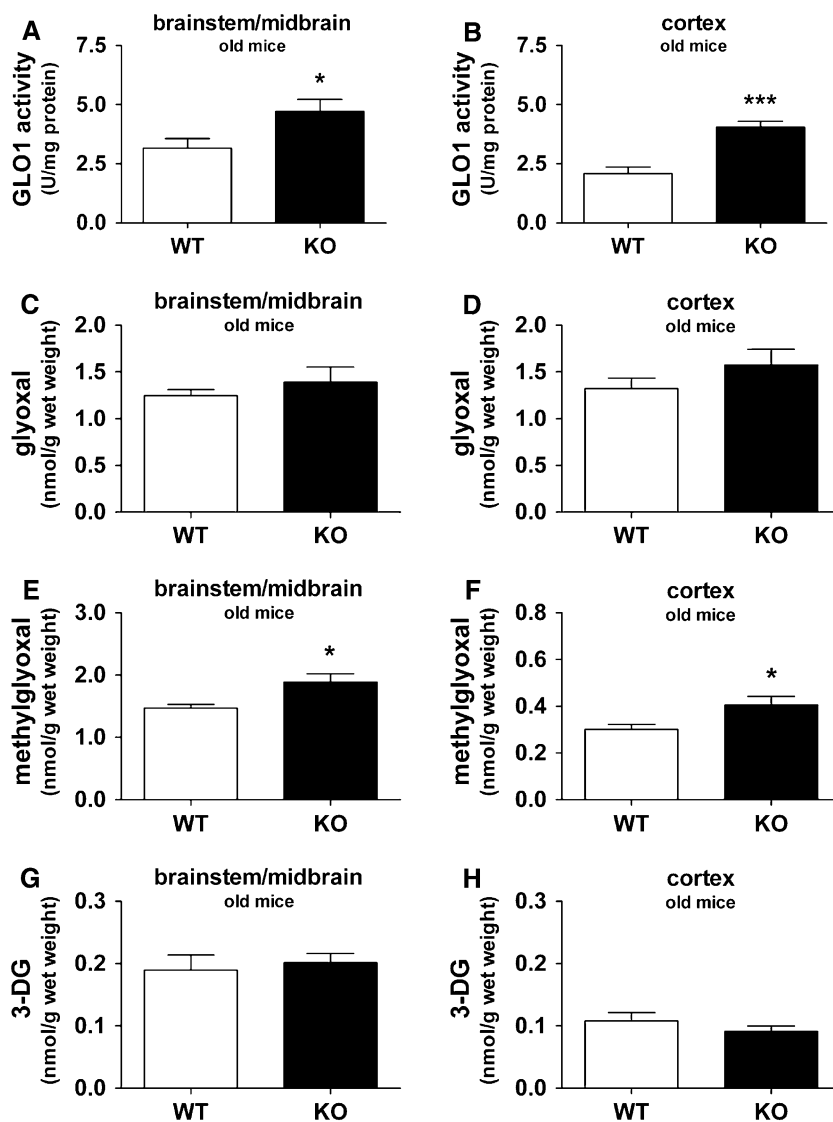 A
brainstem/midbrain
old mice
GLO1 activity
(U/mg protein)
7.5
5.0
2.5
0.0
*
WT
KO
B
cortex
old mice
GLO1 activity
(U/mg protein)
7.5
5.0
2.5
0.0
***
WT
KO
C
brainstem/midbrain
old mice
glyoxal
(nmol/g wet weight)
2.0
1.5
1.0
0.5
0.0
WT
KO
D
cortex
old mice
glyoxal
(nmol/g wet weight)
2.0
1.5
1.0
0.5
0.0
WT
KO
E
brainstem/midbrain
old mice
methylglyoxal
(nmol/g wet weight)
3.0
2.0
1.0
0.0
*
WT
KO
F
cortex
old mice
methylglyoxal
(nmol/g wet weight)
0.8
0.6
0.4
0.2
0.0
*
WT
KO
G
brainstem/midbrain
old mice
3-DG
(nmol/g wet weight)
0.3
0.2
0.1
0.0
WT
KO
H
cortex
old mice
3-DG
(nmol/g wet weight)
0.3
0.2
0.1
0.0
WT
KO